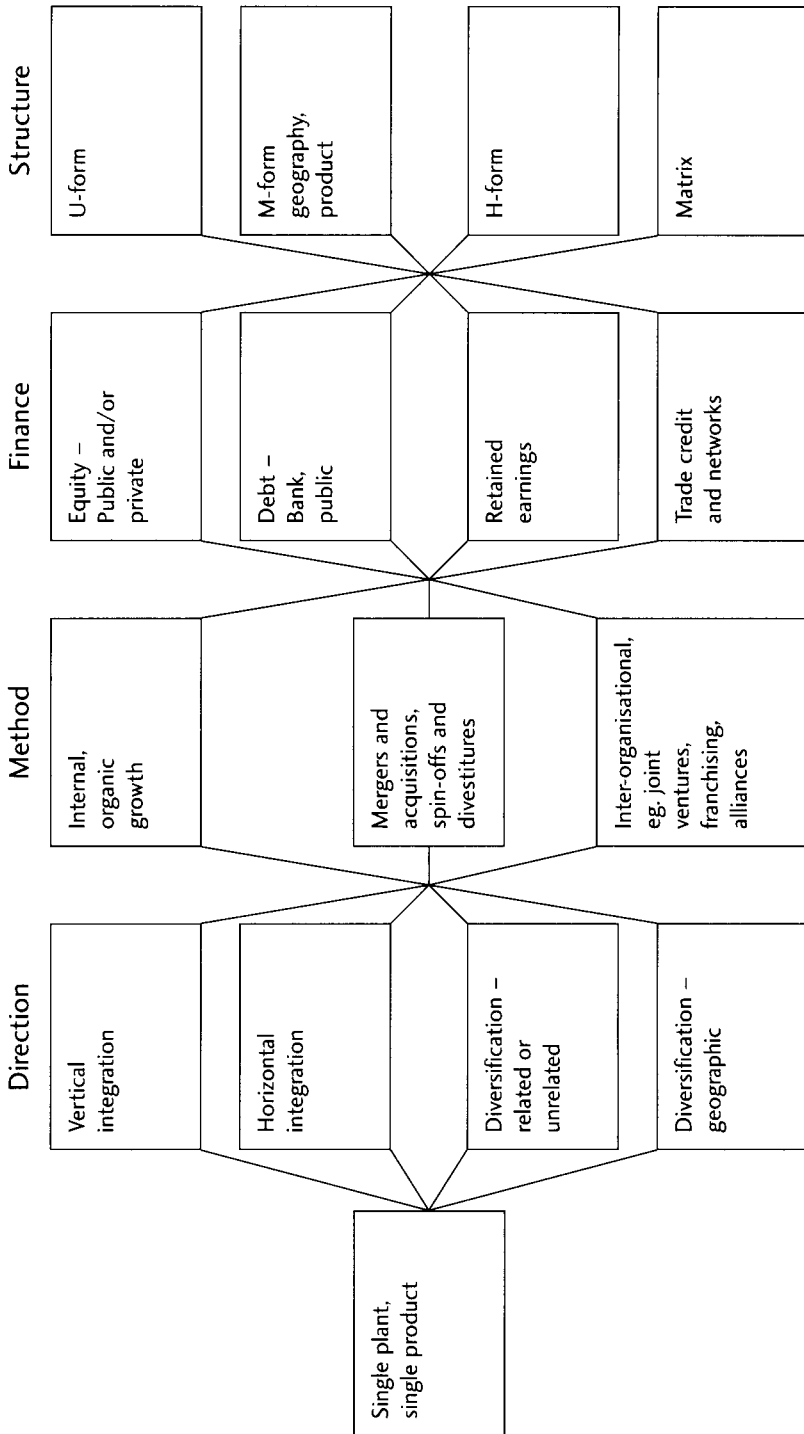 Direction
Method
Finance
Structure
Single plant,
single product
Vertical
integration
Horizontal
integration
Diversification –
related or
unrelated
Diversification –
geographic
Internal,
organic
growth
Mergers and
acquisitions,
spin-offs and
divestitures
Inter-organisational,
eg. joint
ventures,
franchising,
alliances
Equity –
Public and/or
private
Debt –
Bank,
public
Retained
earnings
Trade credit
and networks
U-form
M-form
geography,
product
H-form
Matrix